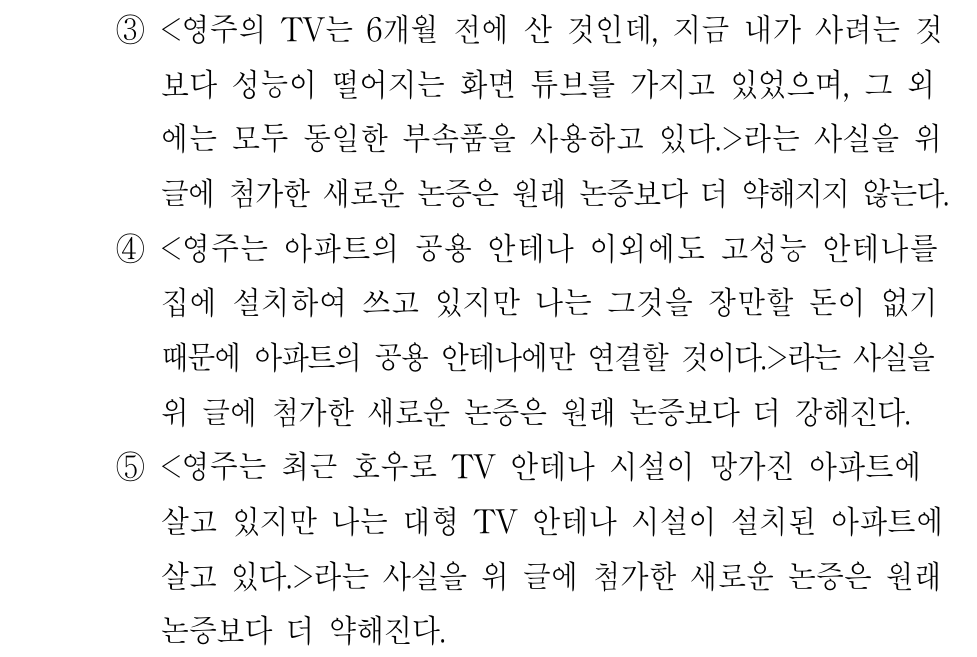 ③ <영주의 TV는 6개월 전에 산 것인데, 지금 내가 사려는 것
보다 성능이 떨어지는 화면 튜브를 가지고 있었으며, 그 외
에는 모두 동일한 부속품을 사용하고 있다.>라는 사실을 위
글에 첨가한 새로운 논증은 원래 논증보다 더 약해지지 않는다.
④ <영주는 아파트의 공용 안테나 이외에도 고성능 안테나를
집에 설치하여 쓰고 있지만 나는 그것을 장만할 돈이 없기
때문에 아파트의 공용 안테나에만 연결할 것이다.>라는 사실을
위 글에 첨가한 새로운 논증은 원래 논증보다 더 강해진다.
⑤ <영주는 최근 호우로 TV 안테나 시설이 망가진 아파트에
살고 있지만 나는 대형 TV 안테나 시설이 설치된 아파트에
살고 있다.>라는 사실을 위 글에 첨가한 새로운 논증은 원래
논증보다 더 약해진다.